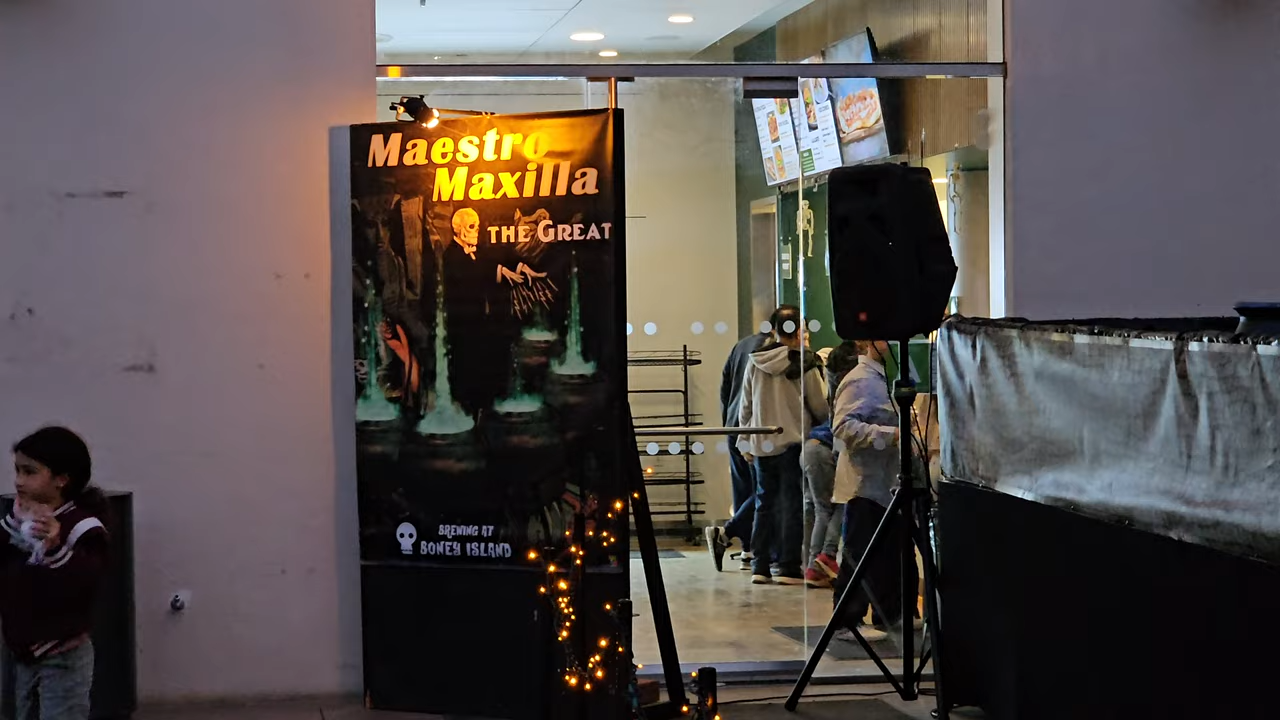 Maestro
Maxilla
THE GREAT
BREWING AT
BONEY ISLAND